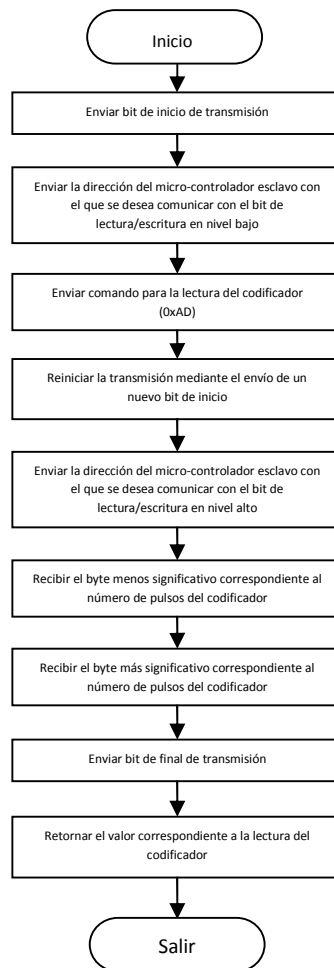 Inicio
Enviar bit de inicio de transmisión
Enviar la dirección del micro-controlador esclavo con
el que se desea comunicar con el bit de
lectura/escritura en nivel bajo
Enviar comando para la lectura del codificador
(0xAD)
Reiniciar la transmisión mediante el envío de un
nuevo bit de inicio
Enviar la dirección del micro-controlador esclavo con
el que se desea comunicar con el bit de
lectura/escritura en nivel alto
Recibir el byte menos significativo correspondiente al
número de pulsos del codificador
Recibir el byte más significativo correspondiente al
número de pulsos del codificador
Enviar bit de final de transmisión
Retornar el valor correspondiente a la lectura del
codificador
Salir